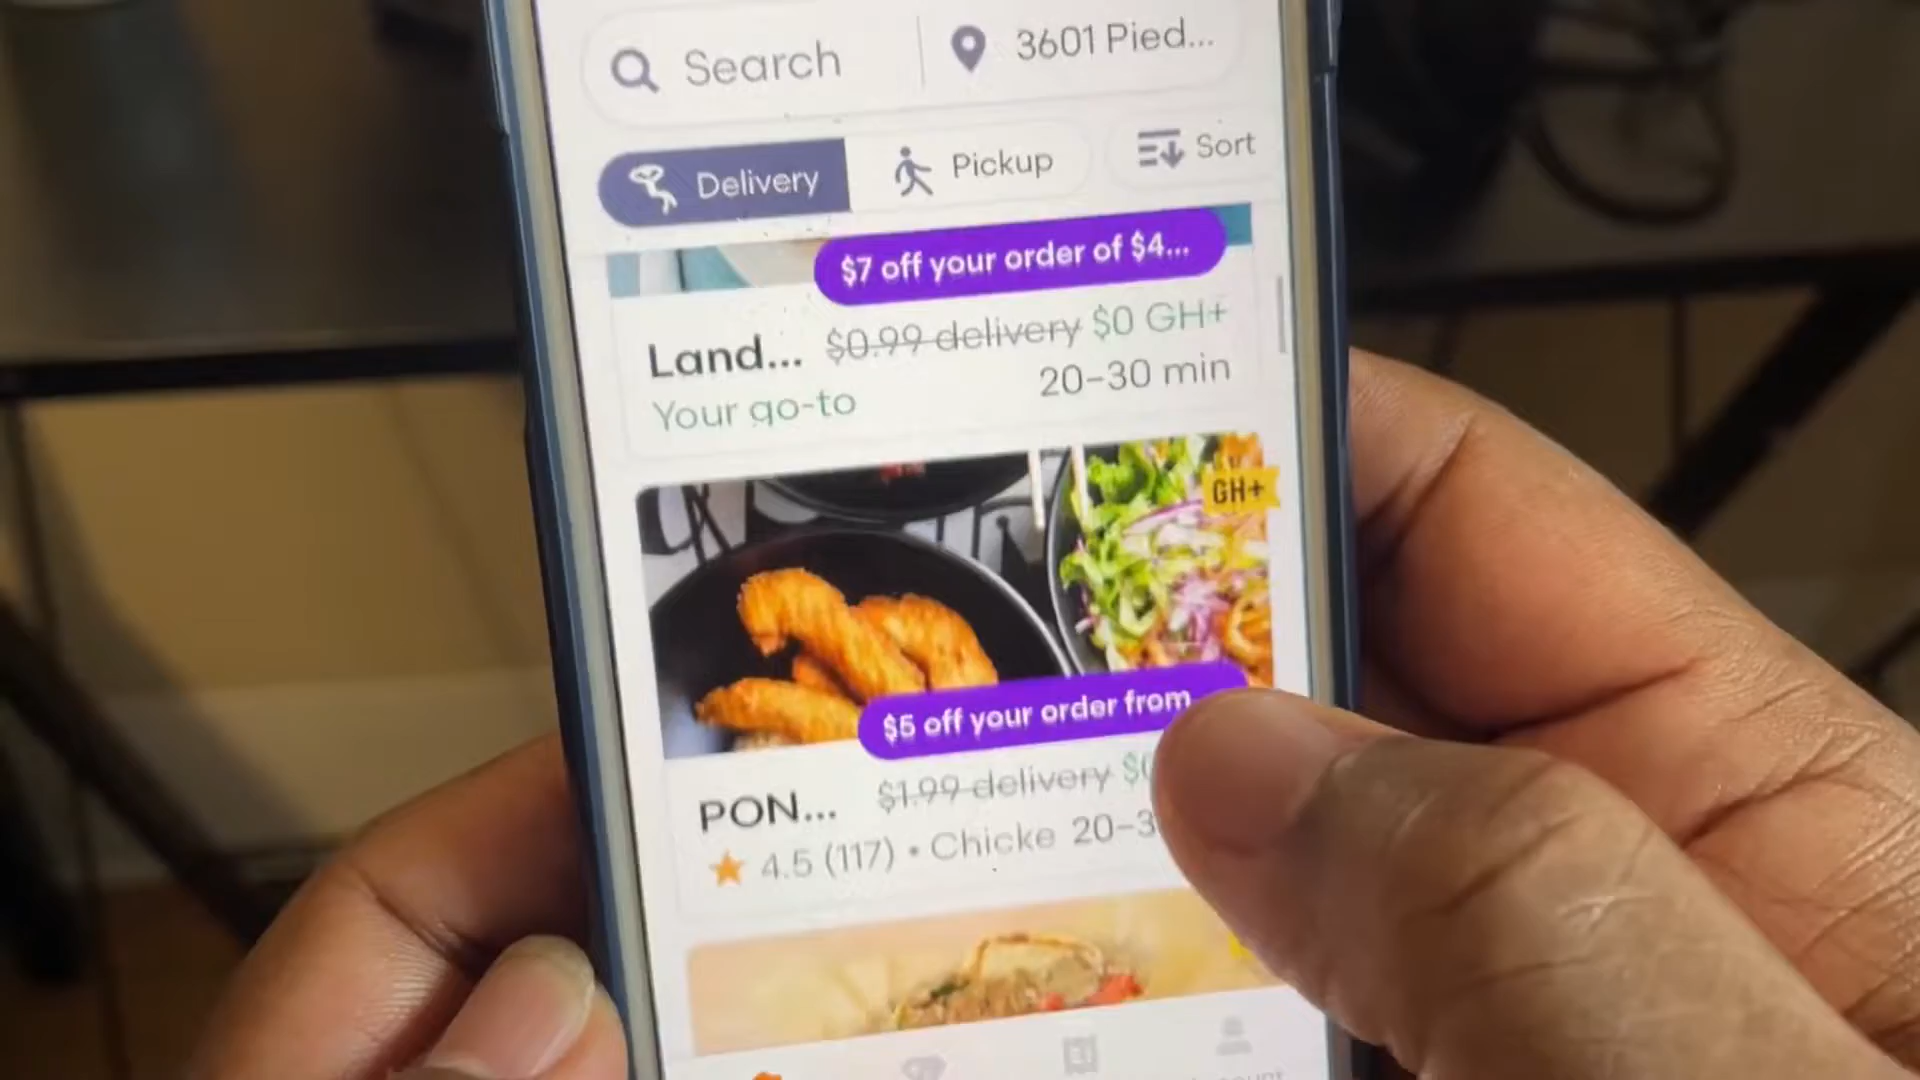 Search
3601 Pied...
Delivery
Pickup
Sort
$7 off your order of $4...
Land...
$0.99 delivery $0 GH+
Your go-to
20-30 min
GH+
$5 off your order from
PON...
$1.99 delivery
4.5 (117) • Chicke 20-3